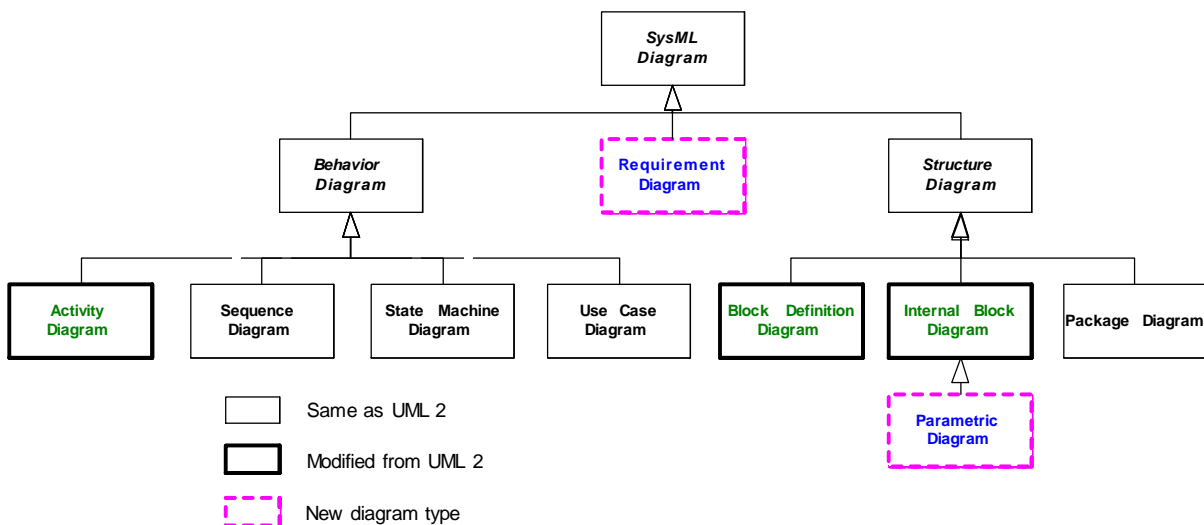 SysML
Diagram
Behavior
Diagram
Requirement
Diagram
Structure
Diagram
Activity
Diagram
Sequence
Diagram
State Machine
Diagram
Use Case
Diagram
Block Definition
Diagram
Internal Block
Diagram
Package Diagram
Parametric
Diagram
Same as UML 2
Modified from UML 2
New diagram type